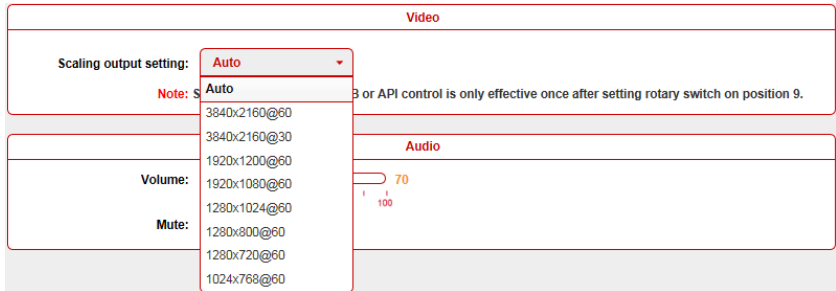 Video
Scaling output setting: Auto
Note: S
Auto
B or API control is only effective once after setting rotary switch on position 9.
3840x2160@60
3840x2160@30
Audio
1920x1200@60
Volume:
1920x1080@60
70
100
1280x1024@60
Mute:
1280x800@60
1280x720@60
1024x768@60